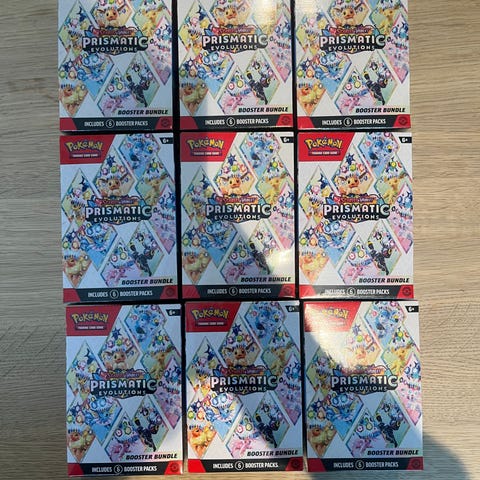 PRISMATIC
EVOLUTIONS
BOOSTER BUNDLE
INCLUDES 6 BOOSTER PACKS
PRISMATIC
EVOLUTIONS
BOOSTER BUNDLE
INCLUDES 6 BOOSTER PACKS
PRISMATIC
EVOLUTIONS
BOOSTER BUNDLE
INCLUDES 6 BOOSTER PACKS
Pokémon
TRADING CARD GAME
6+
PRISMATIC
EVOLUTIONS
BOOSTER BUNDLE
INCLUDES 6 BOOSTER PACKS
Pokémon
TRADING CARD GAME
6+
PRISMATIC
EVOLUTIONS
BOOSTER BUNDLE
INCLUDES 6 BOOSTER PACKS
Pokémon
TRADING CARD GAME
6+
PRISMATIC
EVOLUTIONS
BOOSTER BUNDLE
INCLUDES 6 BOOSTER PACKS
Pokémon
TRADING CARD GAME
6+
PRISMATIC
EVOLUTIONS
BOOSTER BUNDLE
INCLUDES 6 BOOSTER PACKS
Pokémon
TRADING CARD GAME
6+
PRISMATIC
EVOLUTIONS
BOOSTER BUNDLE
INCLUDES 6 BOOSTER PACKS
Pokémon
TRADING CARD GAME
6+
PRISMATIC
EVOLUTIONS
BOOSTER BUNDLE
INCLUDES 6 BOOSTER PACKS